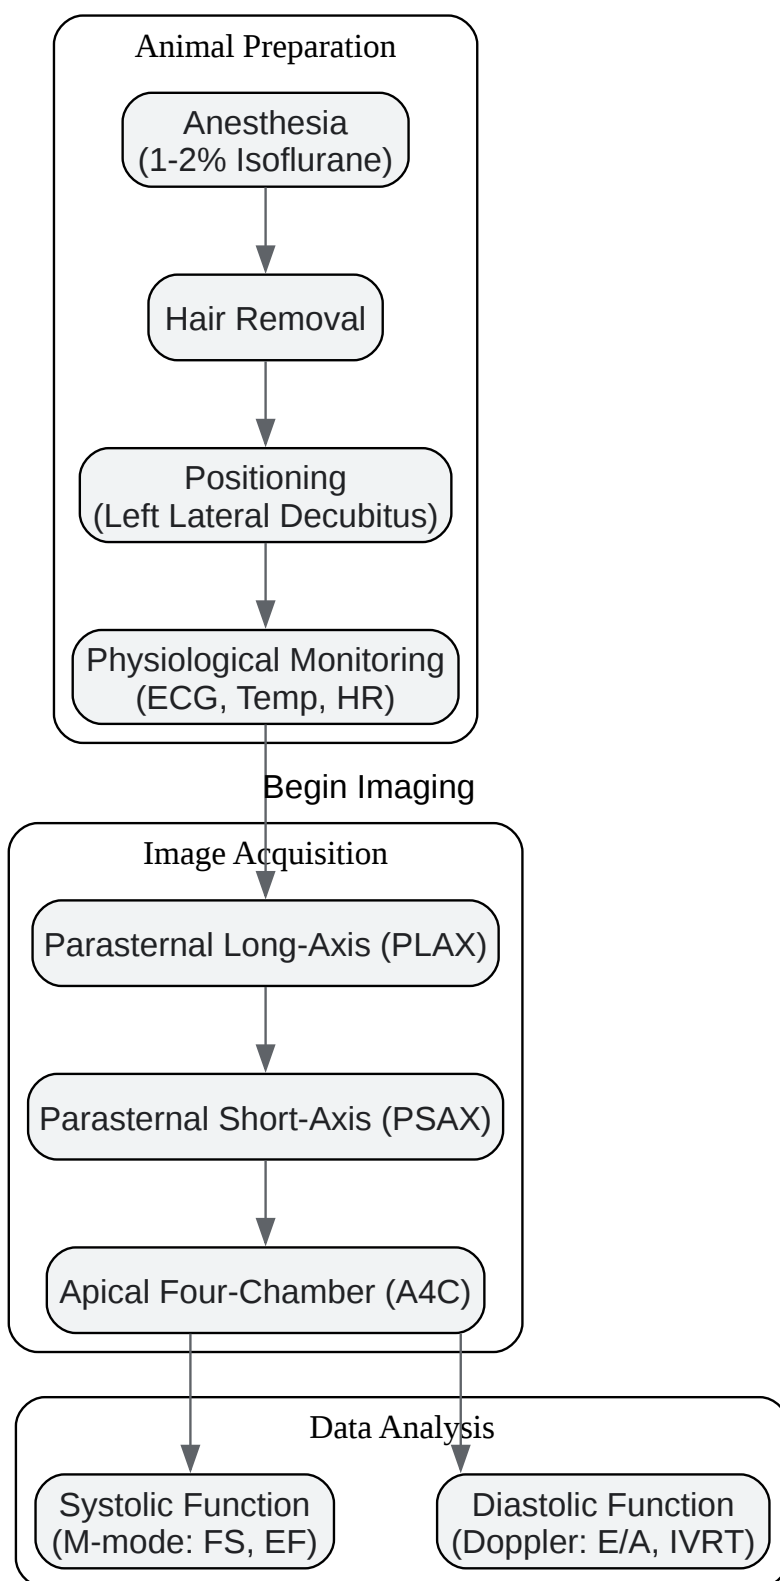 Animal Preparation
Anesthesia
(1-2% Isoflurane)
Hair Removal
Positioning
(Left Lateral Decubitus)
Physiological Monitoring
(ECG, Temp, HR)
Begin Imaging
Image Acquisition
Parasternal Long-Axis (PLAX)
Parasternal Short-Axis (PSAX)
Apical Four-Chamber (A4C)
Data Analysis
Systolic Function
(M-mode: FS, EF)
Diastolic Function
(Doppler: E/A, IVRT)